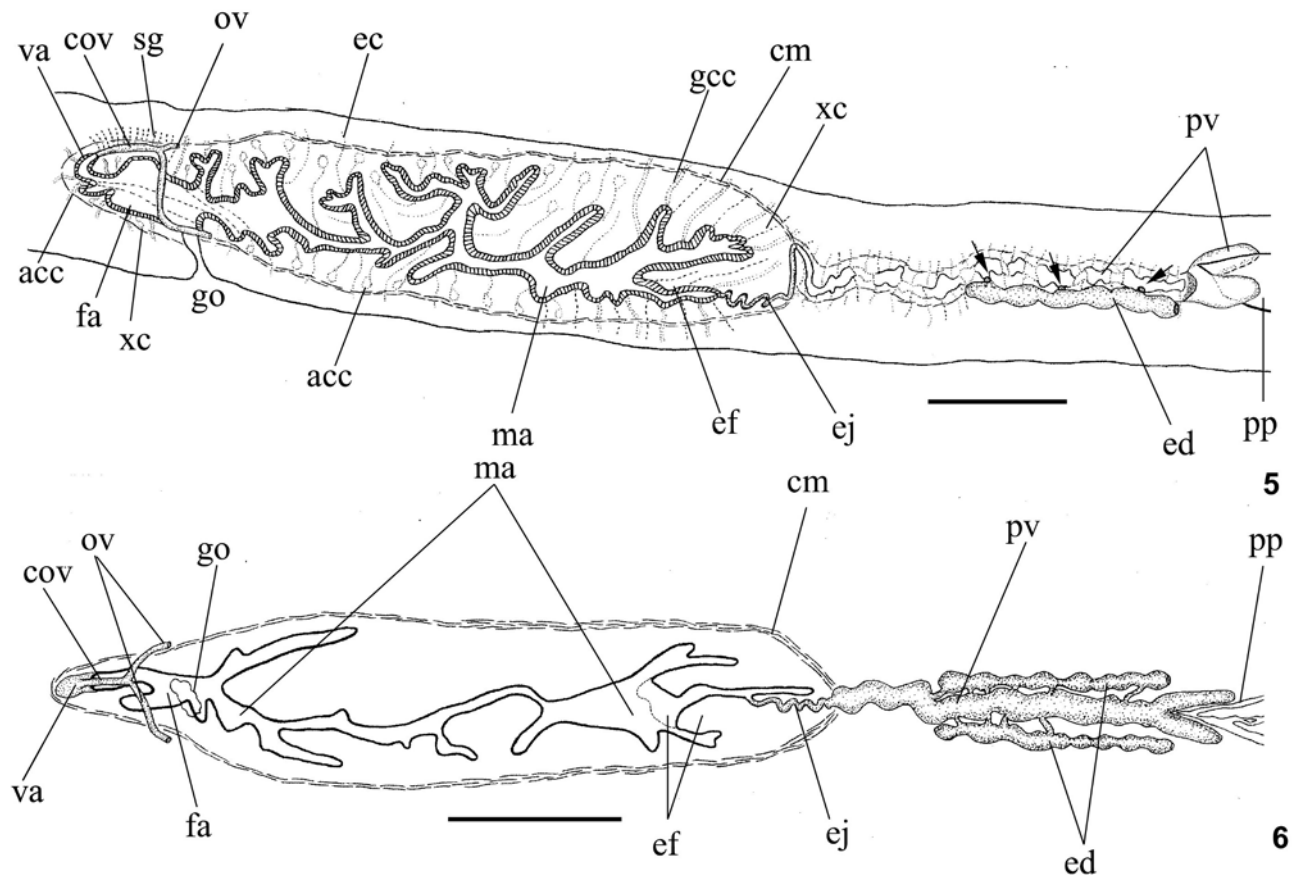 va cov sg ov ec gcc cm xc pv
acc fa xc go acc ma ef ej ed pp
5
ma cm
cov ov go pv pp
va fa ef ej ed
6